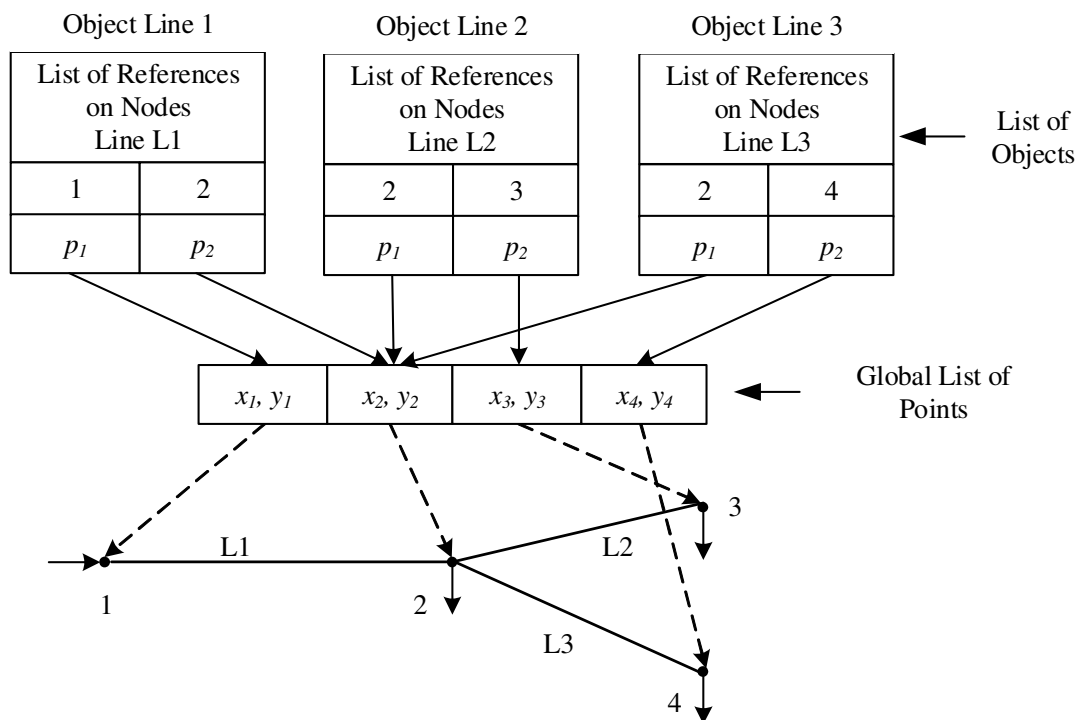 Object Line 1
Object Line 2
Object Line 3
List of References
on Nodes
Line L1
List of References
on Nodes
Line L2
List of References
on Nodes
Line L3
List of
Objects
1 2
2 3
2 4
p1 p2
p1 p2
p1 p2
x1, y1 x2, y2 x3, y3 x4, y4
Global List of
Points
3
L1
L2
1
2
L3
4